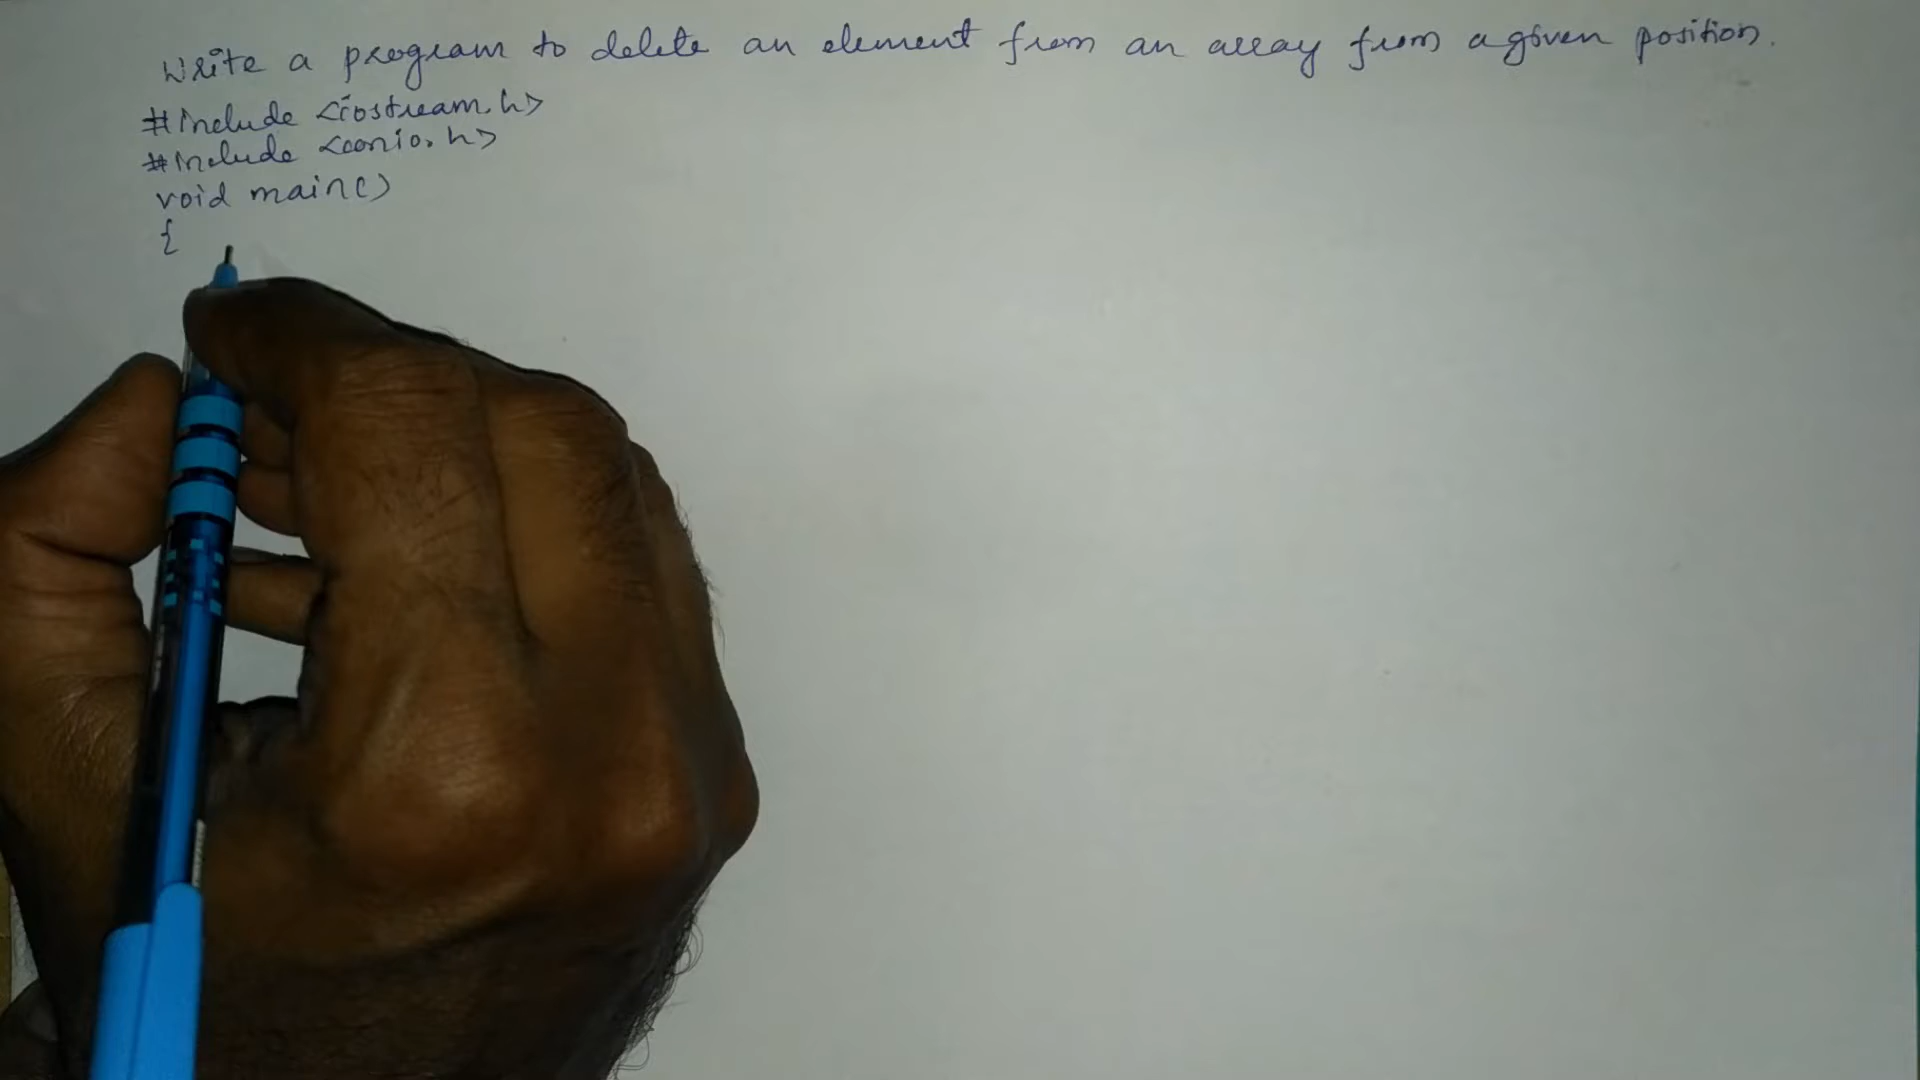 Write a program to delete an element from an array from a given position.
#include <iostream.h>
#include <conio.h>
void main()
{